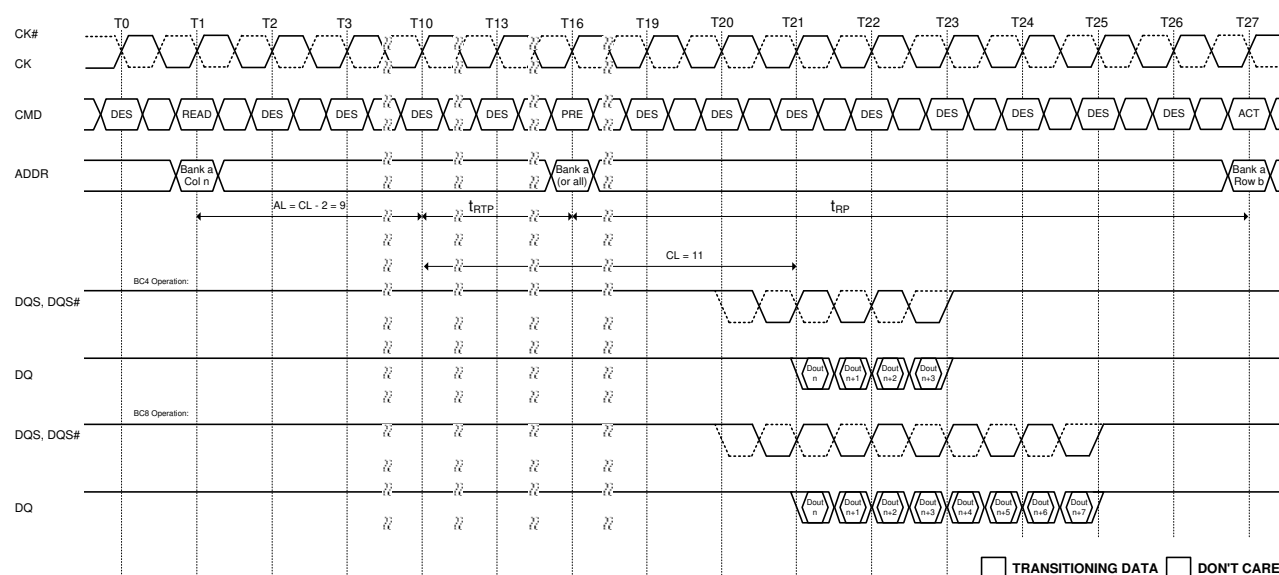 T0 T1 T2 T3 T10 T13 T16 T19 T20 T21 T22 T23 T24 T25 T26 T27
CK#
CK
CMD DES READ DES DES DES DES PRE DES DES DES DES DES DES DES DES ACT
ADDR Bank a Col n Bank a (or all) Bank a Row b
AL = CL - 2 = 9 tRTP tRP
CL = 11
BC4 Operation:
DQS, DQS#
DQ Dout n Dout n+1 Dout n+2 Dout n+3
BC8 Operation:
DQS, DQS#
DQ Dout n Dout n+1 Dout n+2 Dout n+3 Dout n+4 Dout n+5 Dout n+6 Dout n+7
TRANSITIONING DATA DON'T CARE